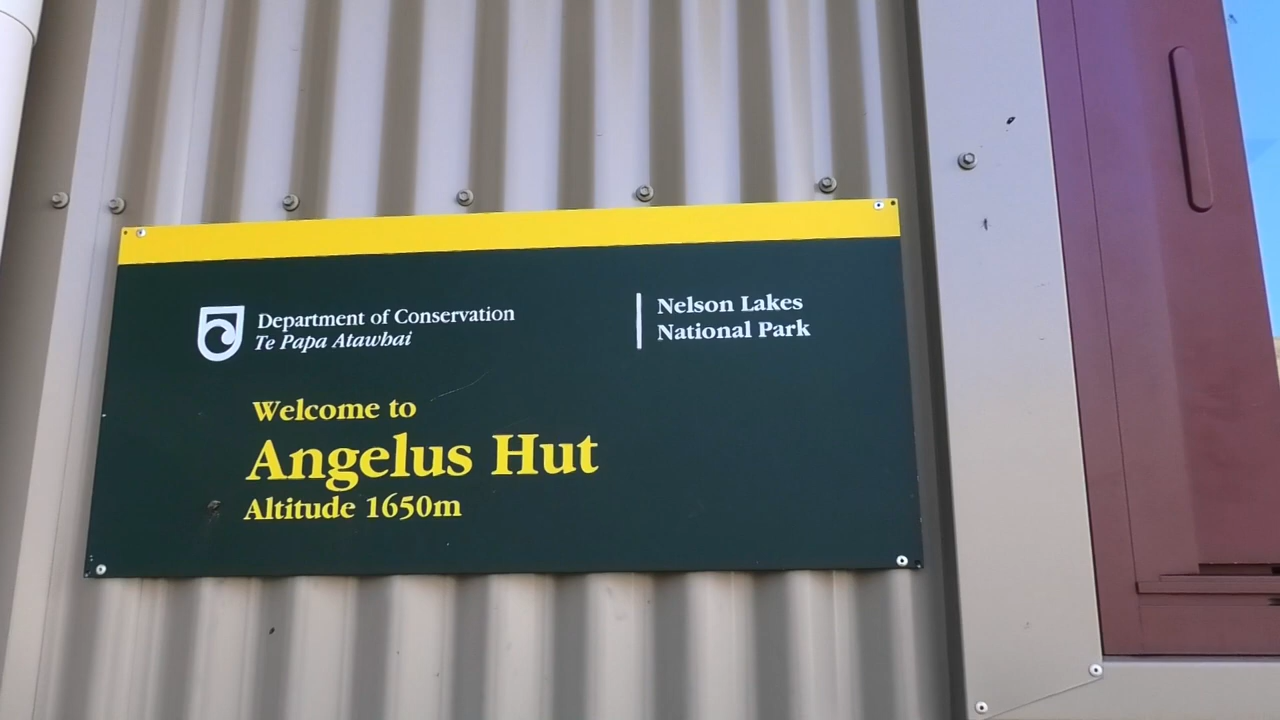 Department of Conservation
Te Papa Atawhai
Nelson Lakes
National Park
Welcome to
Angelus Hut
Altitude 1650m